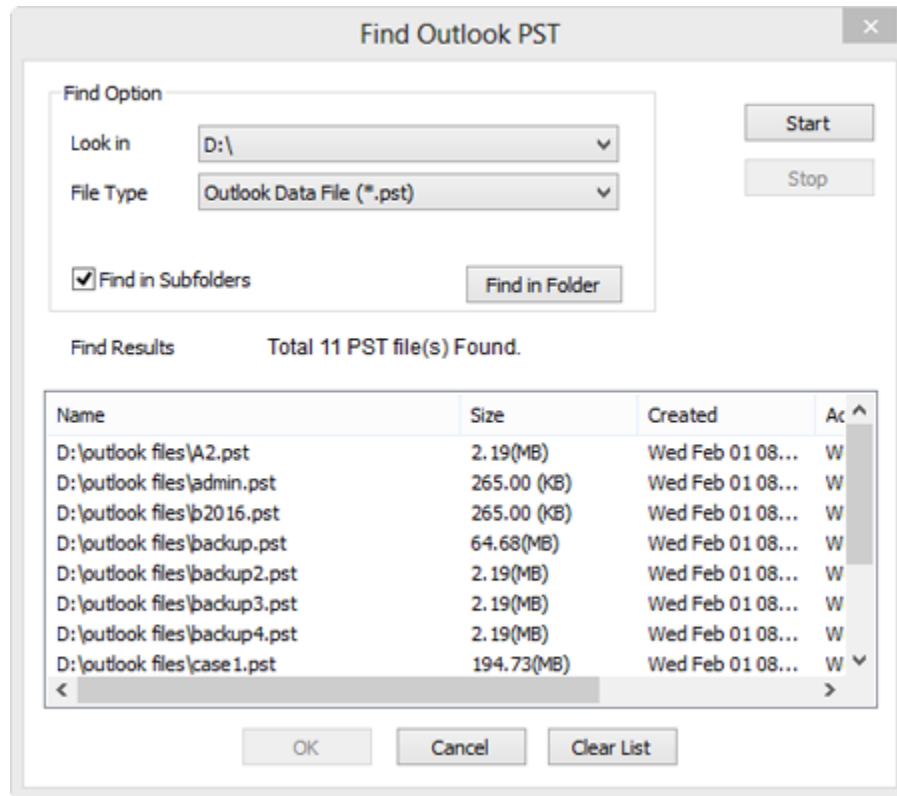 Find Outlook PST
Find Option
Look in D:\
File Type Outlook Data File (*.pst)
Find in Subfolders Find in Folder
Start
Stop
Find Results Total 11 PST file(s) Found.
Name Size Created Ac
D:\outlook files\A2.pst 2.19(MB) Wed Feb 01 08... W
D:\outlook files\admin.pst 265.00 (KB) Wed Feb 01 08... W
D:\outlook files\b2016.pst 265.00 (KB) Wed Feb 01 08... W
D:\outlook files\backup.pst 64.68(MB) Wed Feb 01 08... W
D:\outlook files\backup2.pst 2.19(MB) Wed Feb 01 08... W
D:\outlook files\backup3.pst 2.19(MB) Wed Feb 01 08... W
D:\outlook files\backup4.pst 2.19(MB) Wed Feb 01 08... W
D:\outlook files\case1.pst 194.73(MB) Wed Feb 01 08... W
OK Cancel Clear List